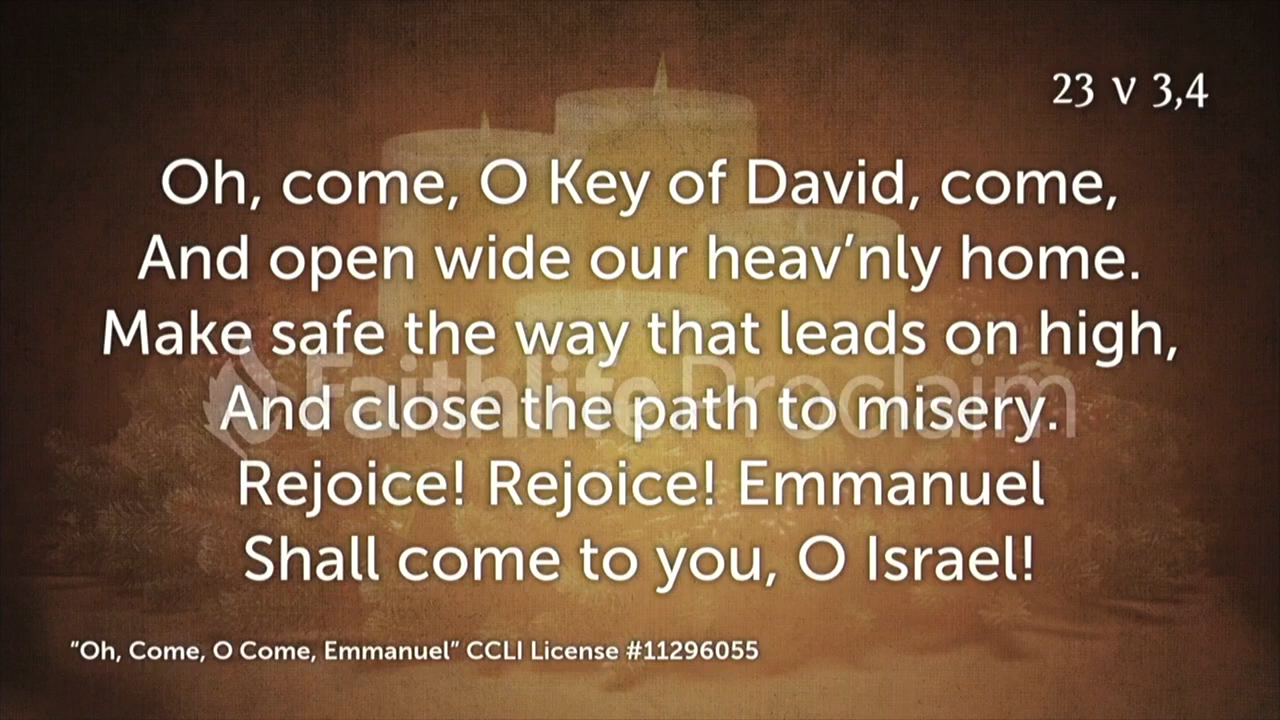 23 v 3,4
Oh, come, O Key of David, come,
And open wide our heav’nly home.
Make safe the way that leads on high,
Faithlife Proclaim
And close the path to misery.
Rejoice! Rejoice! Emmanuel
Shall come to you, O Israel!
“Oh, Come, O Come, Emmanuel” CCLI License #11296055